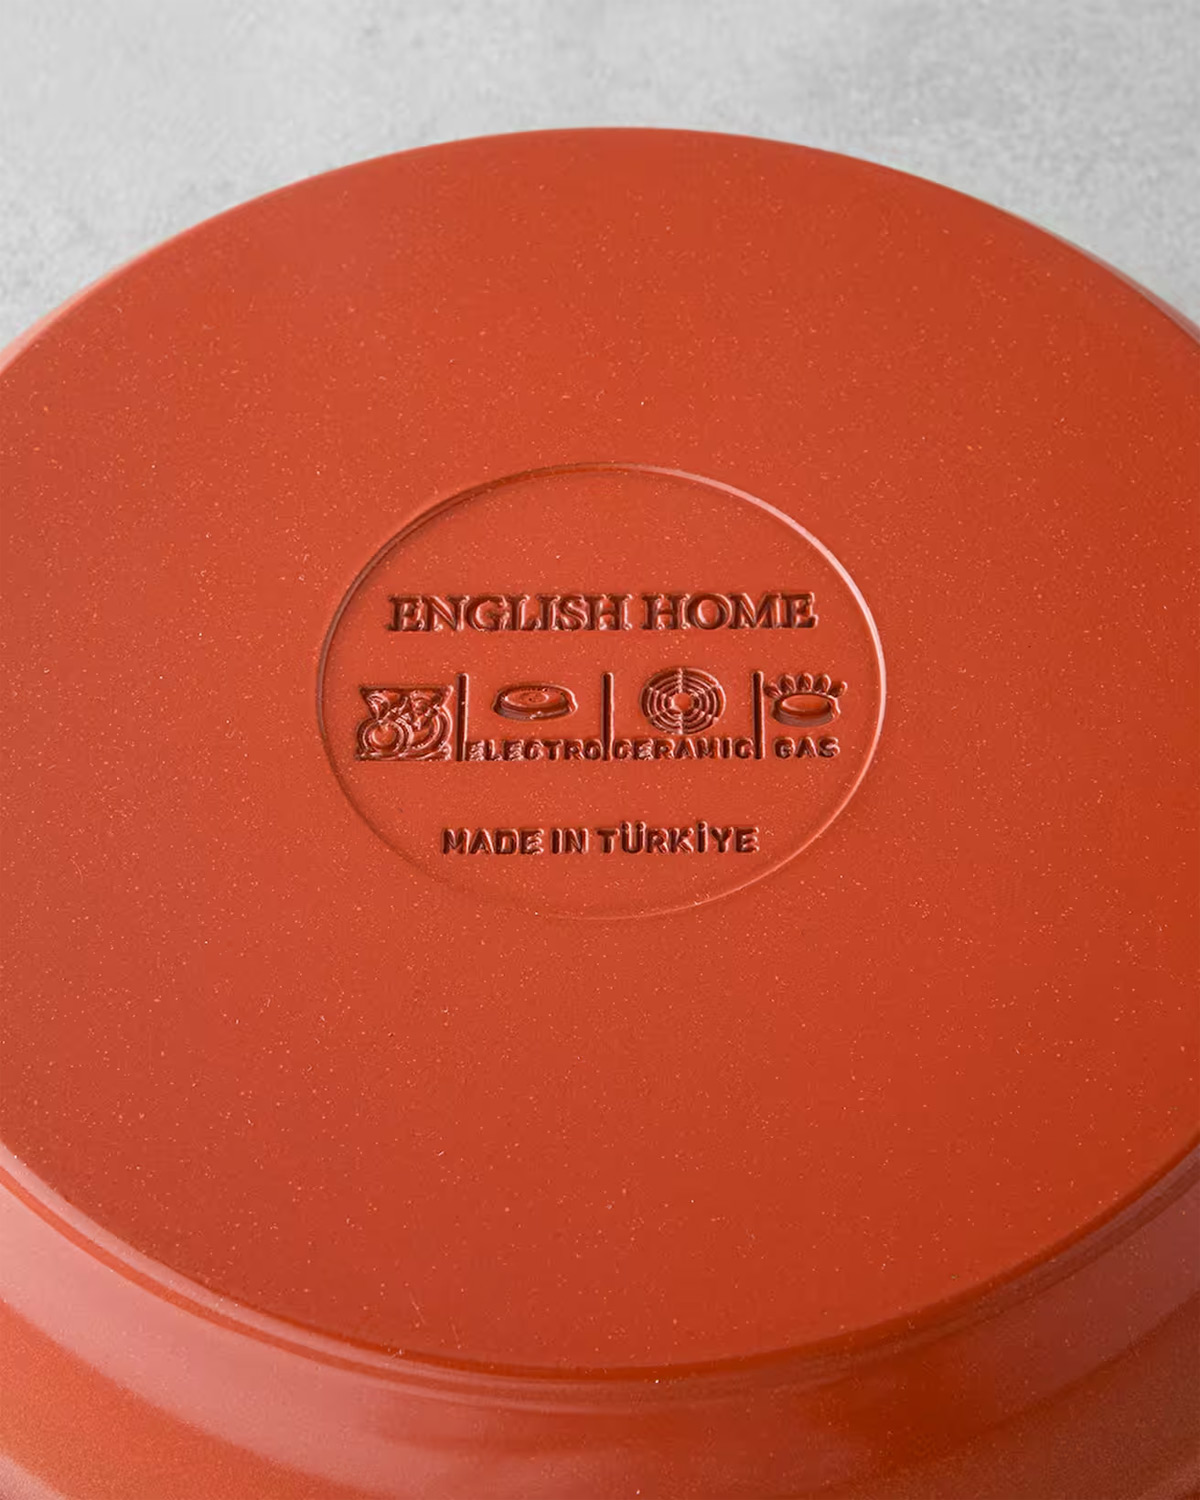 ENGLISH HOME
ELECTRO CERAMIC GAS
MADE IN TÜRKİYE